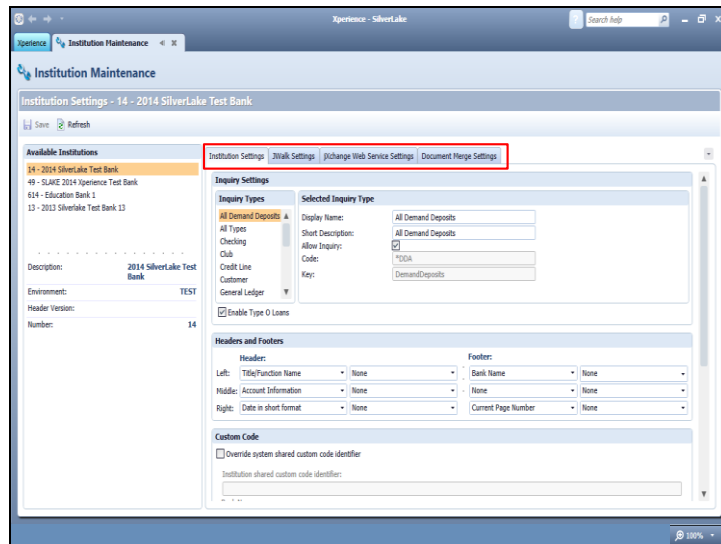 Xperience - SilverLake
? Search help
Xperience Institution Maintenance
Institution Maintenance
Institution Settings - 14 - 2014 SilverLake Test Bank
Save Refresh
Available Institutions
14 - 2014 SilverLake Test Bank
49 - SLAKE 2014 Xperience Test Bank
614 - Education Bank 1
13 - 2013 Silverlake Test Bank 13
Description: 2014 SilverLake Test Bank
Environment: TEST
Header Version:
Number: 14
Institution Settings JWalk Settings jXchange Web Service Settings Document Merge Settings
Inquiry Settings
Inquiry Types
All Demand Deposits
All Types
Checking
Club
Credit Line
Customer
General Ledger
Selected Inquiry Type
Display Name: All Demand Deposits
Short Description: All Demand Deposits
Allow Inquiry:
Code: *DDA
Key: DemandDeposits
Enable Type O Loans
Headers and Footers
Header: Footer:
Left: Title/Function Name None Bank Name None
Middle: Account Information None None None
Right: Date in short format None Current Page Number None
Custom Code
Override system shared custom code identifier
Institution shared custom code identifier:
100%